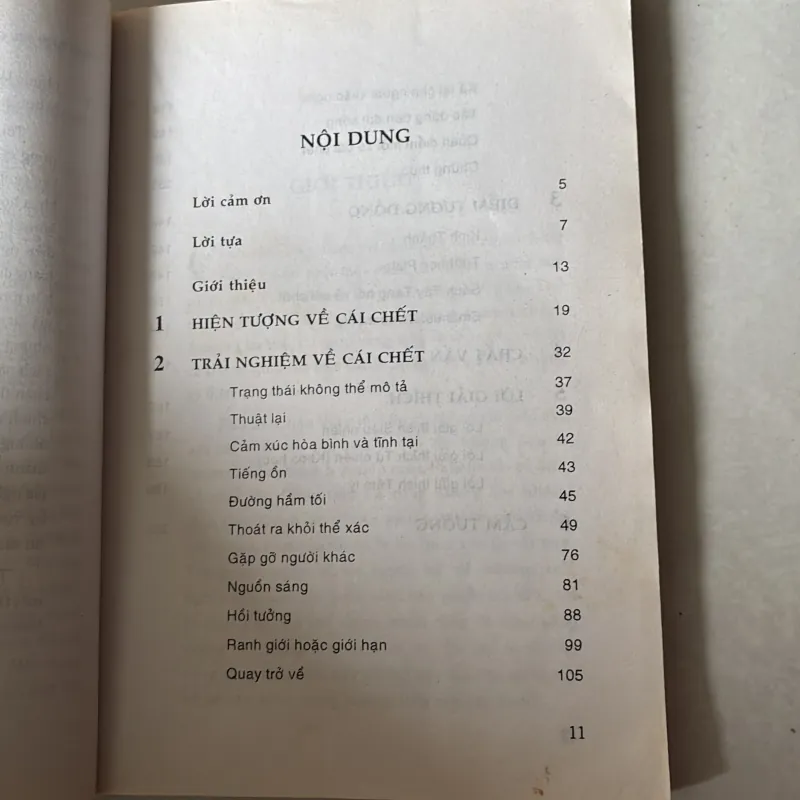 NỘI DUNG
Lời cảm ơn 5
Lời tựa 7
Giới thiệu 13
1 HIỆN TƯỢNG VỀ CÁI CHẾT 19
2 TRẢI NGHIỆM VỀ CÁI CHẾT 32
Trạng thái không thể mô tả 37
Thuật lại 39
Cảm xúc hòa bình và tĩnh tại 42
Tiếng ồn 43
Đường hầm tối 45
Thoát ra khỏi thể xác 49
Gặp gỡ người khác 76
Nguồn sáng 81
Hồi tưởng 88
Ranh giới hoặc giới hạn 99
Quay trở về 105
11